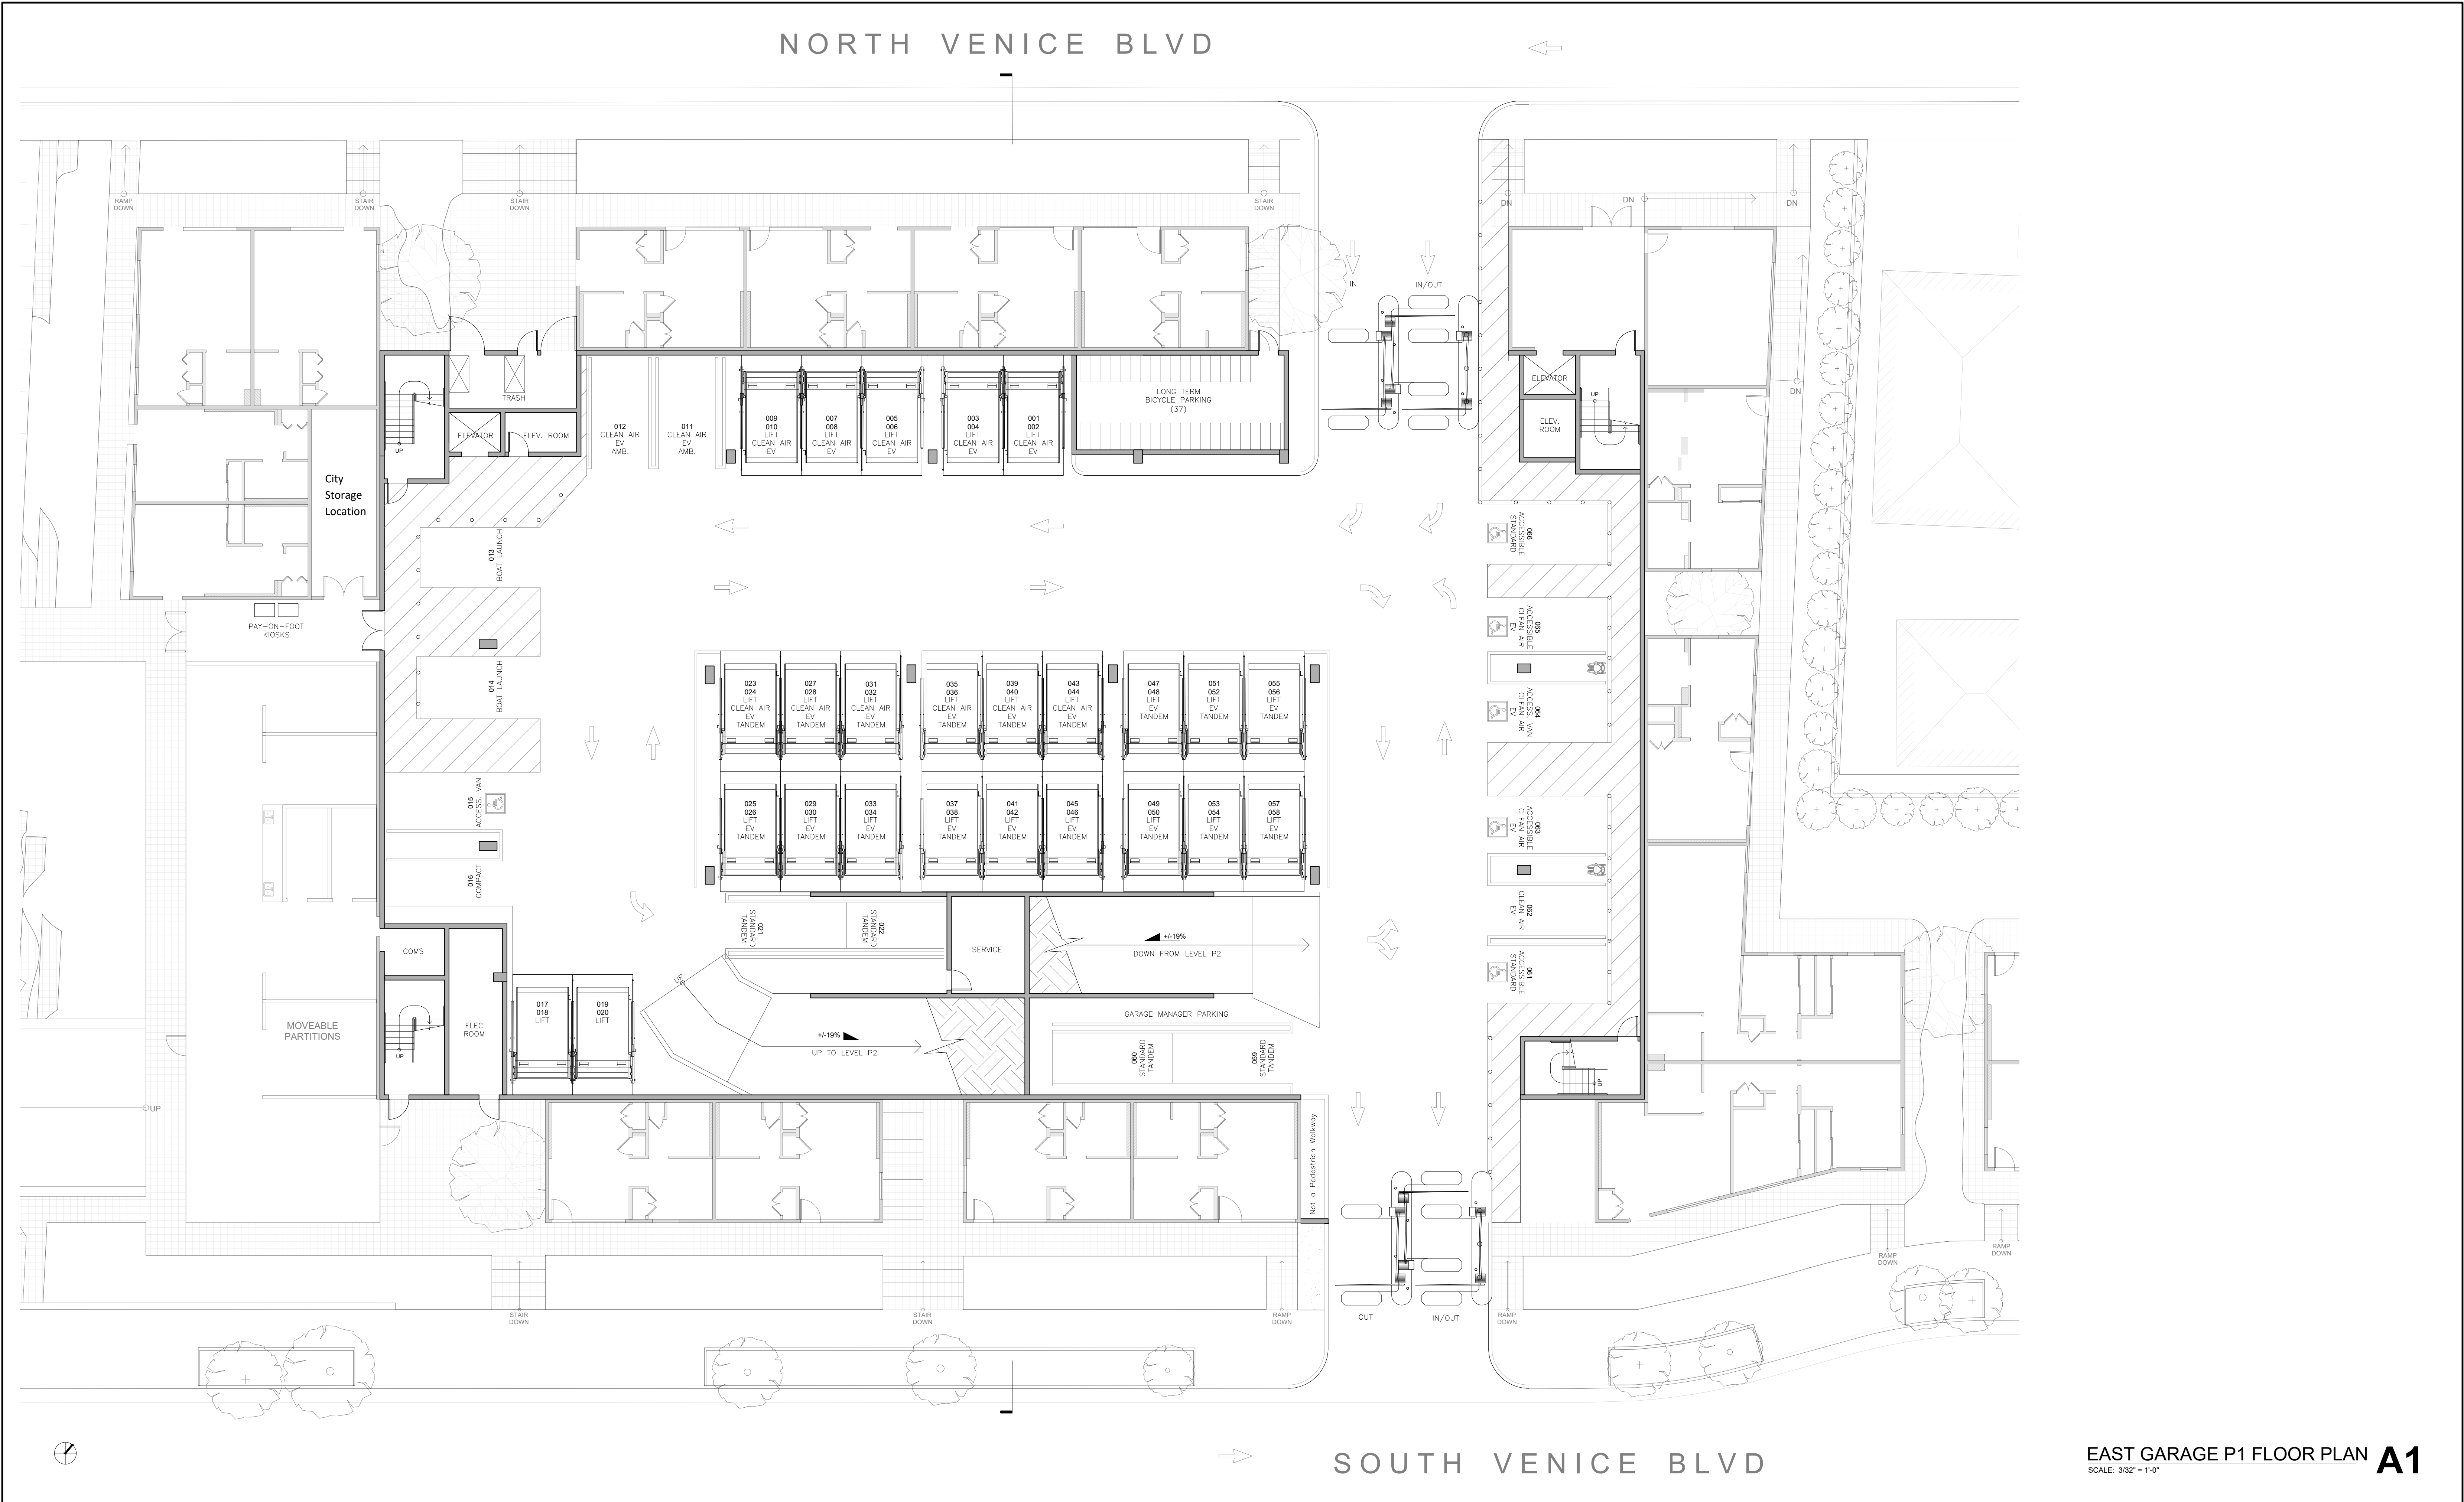 NORTH VENICE BLVD
RAMP
DOWN
STAIR
DOWN
STAIR
DOWN
STAIR
DOWN
DN
DN
DN
IN
IN/OUT
TRASH
ELEVATOR
ELEV. ROOM
UP
012
CLEAN AIR
EV
AMB.
011
CLEAN AIR
EV
AMB.
009
010
LIFT
CLEAN AIR
EV
007
008
LIFT
CLEAN AIR
EV
005
006
LIFT
CLEAN AIR
EV
003
004
LIFT
CLEAN AIR
EV
001
002
LIFT
CLEAN AIR
EV
LONG TERM
BICYCLE PARKING
(37)
ELEVATOR
ELEV.
ROOM
UP
DN
City
Storage
Location
013
BOAT LAUNCH
PAY-ON-FOOT
KIOSKS
014
BOAT LAUNCH
015
ACCESS. VAN
016
COMPACT
066
ACCESSIBLE
STANDARD
065
ACCESSIBLE
CLEAN AIR
EV
064
ACCESS. VAN
CLEAN AIR
EV
063
ACCESSIBLE
CLEAN AIR
EV
062
CLEAN AIR
EV
061
ACCESSIBLE
STANDARD
023
024
LIFT
CLEAN AIR
EV
TANDEM
027
028
LIFT
CLEAN AIR
EV
TANDEM
031
032
LIFT
CLEAN AIR
EV
TANDEM
035
036
LIFT
CLEAN AIR
EV
TANDEM
039
040
LIFT
CLEAN AIR
EV
TANDEM
043
044
LIFT
CLEAN AIR
EV
TANDEM
047
048
LIFT
EV
TANDEM
051
052
LIFT
EV
TANDEM
055
056
LIFT
EV
TANDEM
025
026
LIFT
EV
TANDEM
029
030
LIFT
EV
TANDEM
033
034
LIFT
EV
TANDEM
037
038
LIFT
EV
TANDEM
041
042
LIFT
EV
TANDEM
045
046
LIFT
EV
TANDEM
049
050
LIFT
EV
TANDEM
053
054
LIFT
EV
TANDEM
057
058
LIFT
EV
TANDEM
021
STANDARD
TANDEM
022
STANDARD
TANDEM
SERVICE
+/-19%
DOWN FROM LEVEL P2
COMS
ELEC
ROOM
UP
017
018
LIFT
019
020
LIFT
UP
+/-19%
UP TO LEVEL P2
GARAGE MANAGER PARKING
060
STANDARD
TANDEM
059
STANDARD
TANDEM
UP
MOVEABLE
PARTITIONS
UP
Not a Pedestrian Walkway
STAIR
DOWN
STAIR
DOWN
RAMP
DOWN
OUT
IN/OUT
RAMP
DOWN
RAMP
DOWN
RAMP
DOWN
SOUTH VENICE BLVD
EAST GARAGE P1 FLOOR PLAN A1
SCALE: 3/32" = 1'-0"